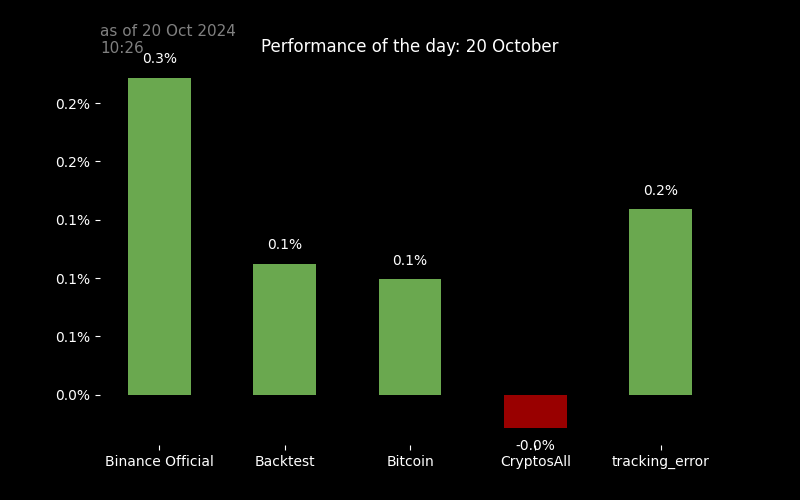 as of 20 Oct 2024
10:26
Performance of the day: 20 October
0.3%
0.2%
0.2%
0.2%
0.1%
0.1%
0.1%
0.1%
0.1%
0.0%
-0.0%
Binance Official
Backtest
Bitcoin
CryptosAll
tracking_error